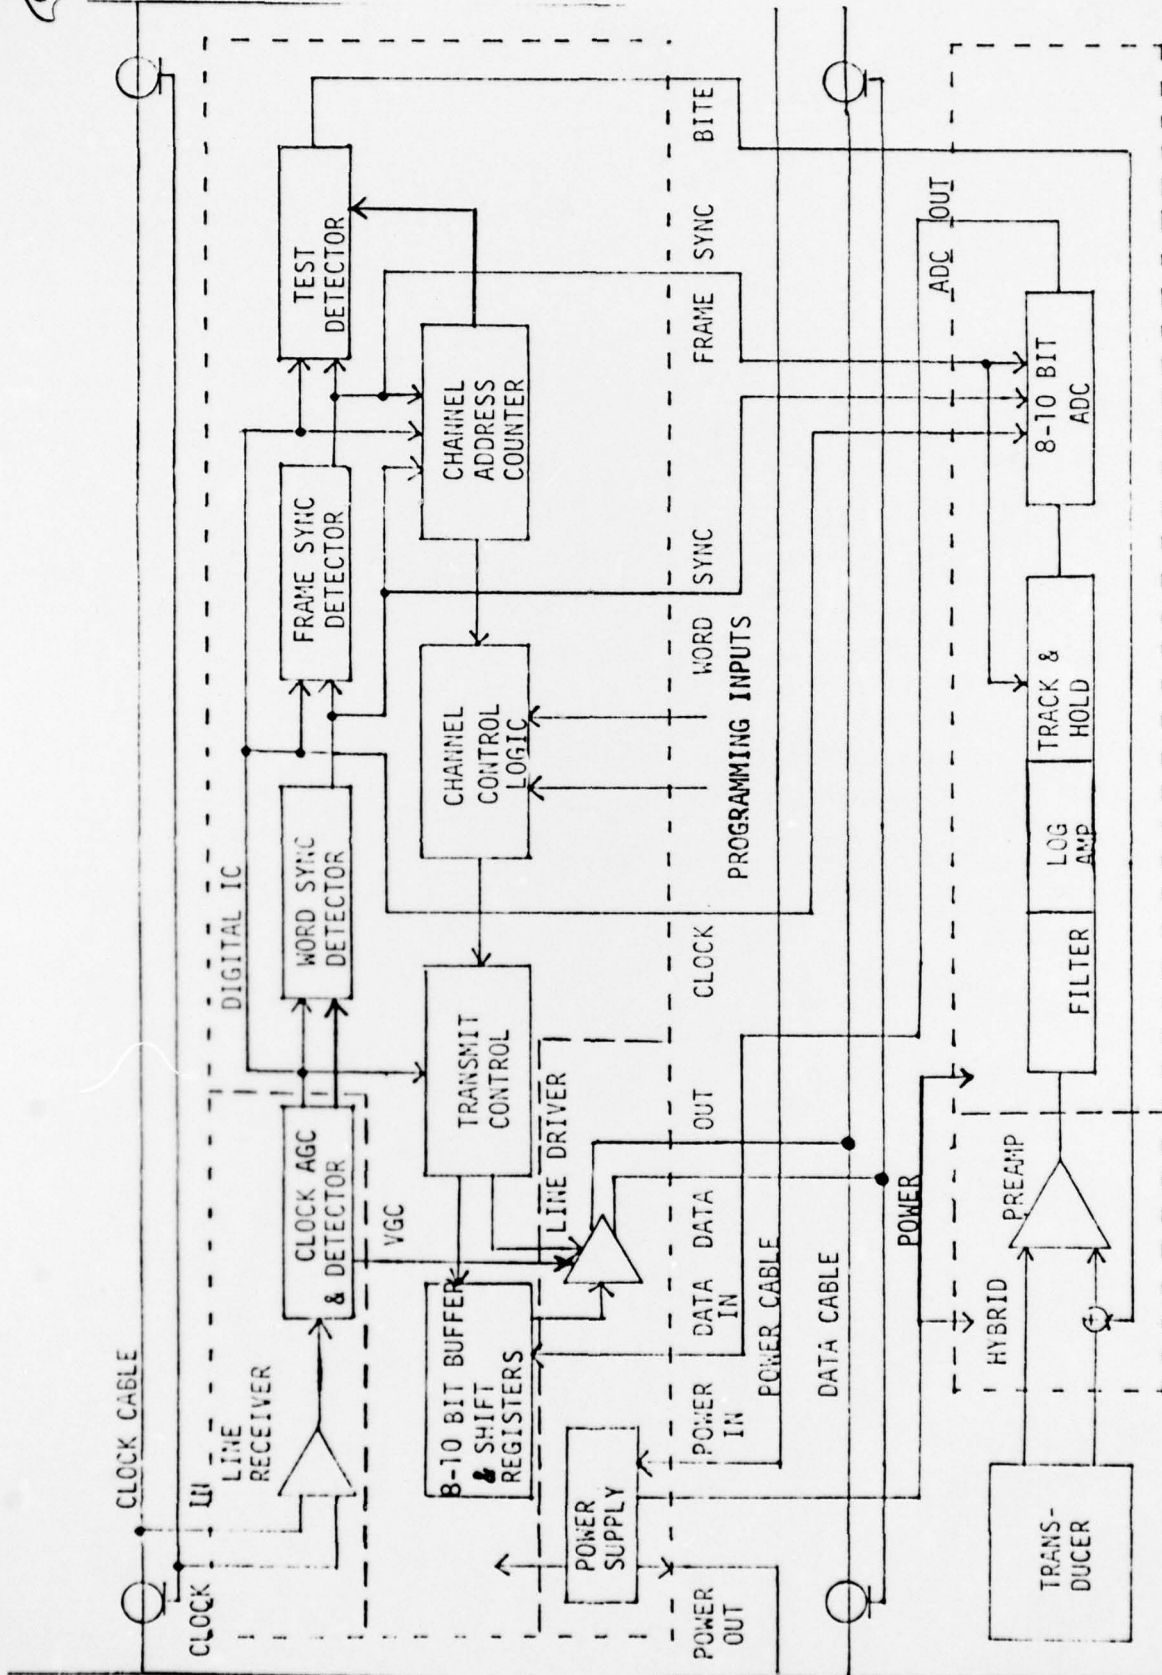 CLOCK CABLE
CLOCK
LINE
RECEIVER
DIGITAL IC
CLOCK AGC
& DETECTOR
WORD SYNC
DETECTOR
FRAME SYNC
DETECTOR
TEST
DETECTOR
VGC
8-10 BIT BUFFER
& SHIFT
REGISTERS
TRANSMIT
CONTROL
CHANNEL
CONTROL
LOGIC
CHANNEL
ADDRESS
COUNTER
LINE DRIVER
POWER
SUPPLY
POWER
OUT
POWER
IN
DATA
IN
DATA OUT
CLOCK
WORD SYNC
FRAME SYNC
BITE
PROGRAMMING INPUTS
POWER CABLE
DATA CABLE
POWER
ADC OUT
HYBRID
PREAMP
TRANS-
DUCER
FILTER
LOG
AMP
TRACK &
HOLD
8-10 BIT
ADC